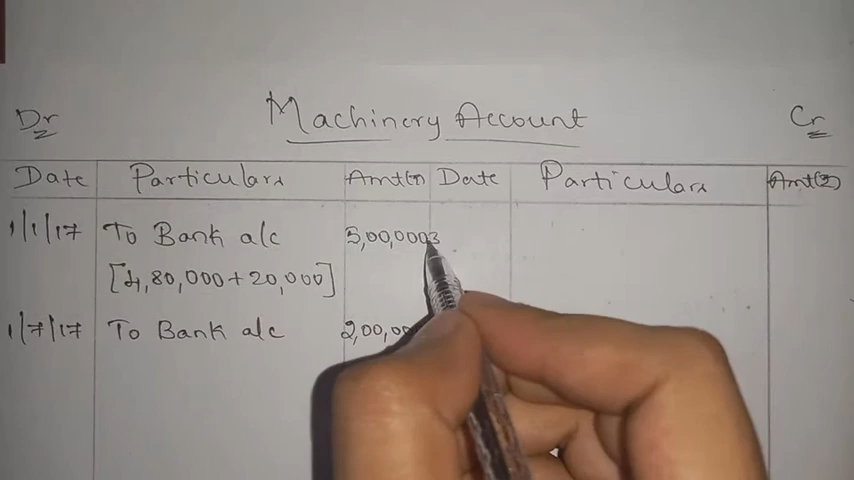 Dr Machinery Account Cr
Date Particulars Amt(₹) Date Particulars Amt(₹)
1/1/17 To Bank a/c 5,00,000 3
[4,80,000+20,000]
1/7/17 To Bank a/c